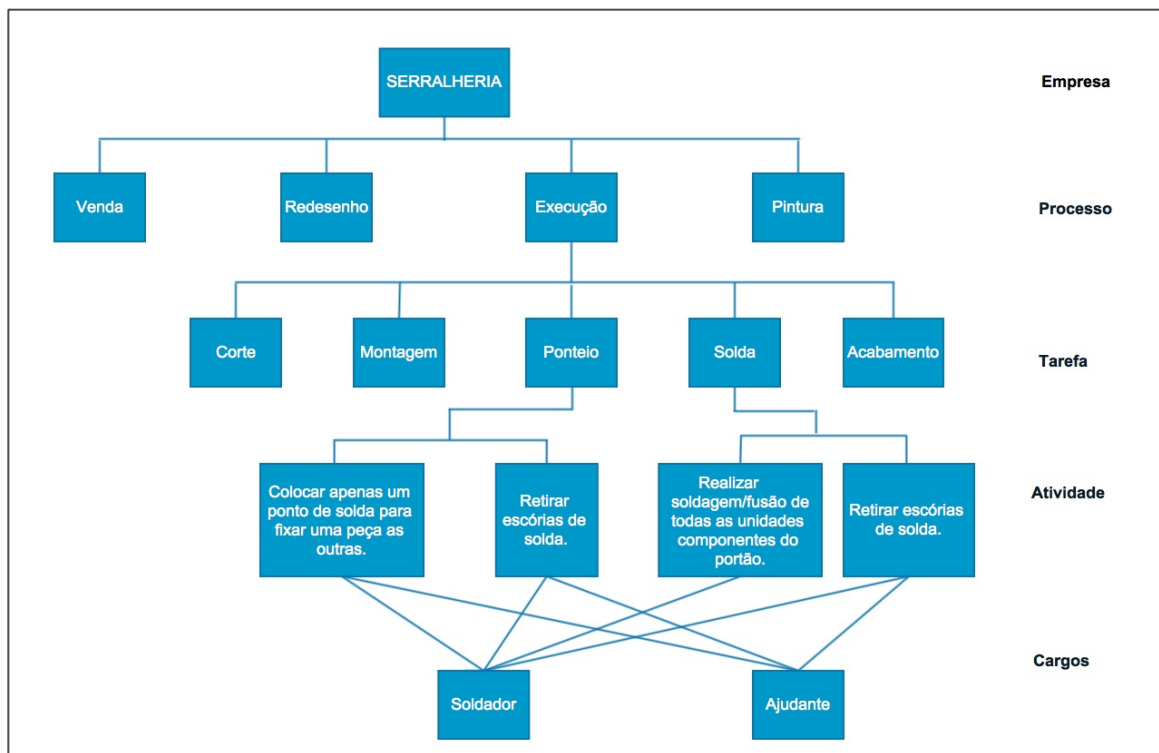 SERRALHERIA
Empresa
Venda
Redesenho
Execução
Pintura
Processo
Corte
Montagem
Ponteio
Solda
Acabamento
Tarefa
Colocar apenas um
ponto de solda para
fixar uma peça as
outras.
Retirar
escórias de
solda.
Realizar
soldagem/fusão de
todas as unidades
componentes do
portão.
Retirar escórias
de solda.
Atividade
Soldador
Ajudante
Cargos